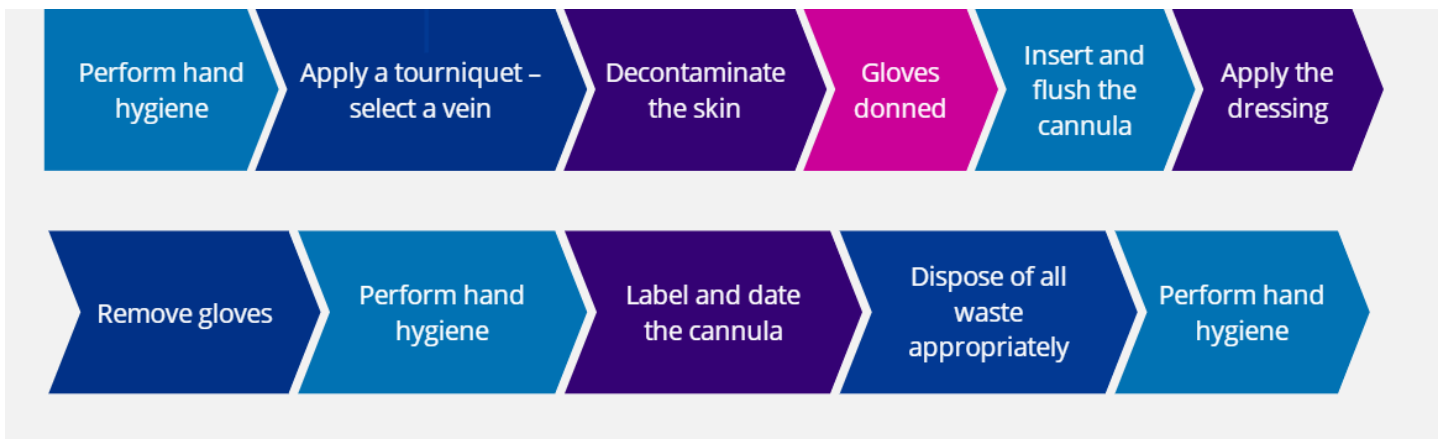 Perform hand
hygiene
Apply a tourniquet –
select a vein
Decontaminate
the skin
Gloves
donned
Insert and
flush the
cannula
Apply the
dressing
Remove gloves
Perform hand
hygiene
Label and date
the cannula
Dispose of all
waste
appropriately
Perform hand
hygiene